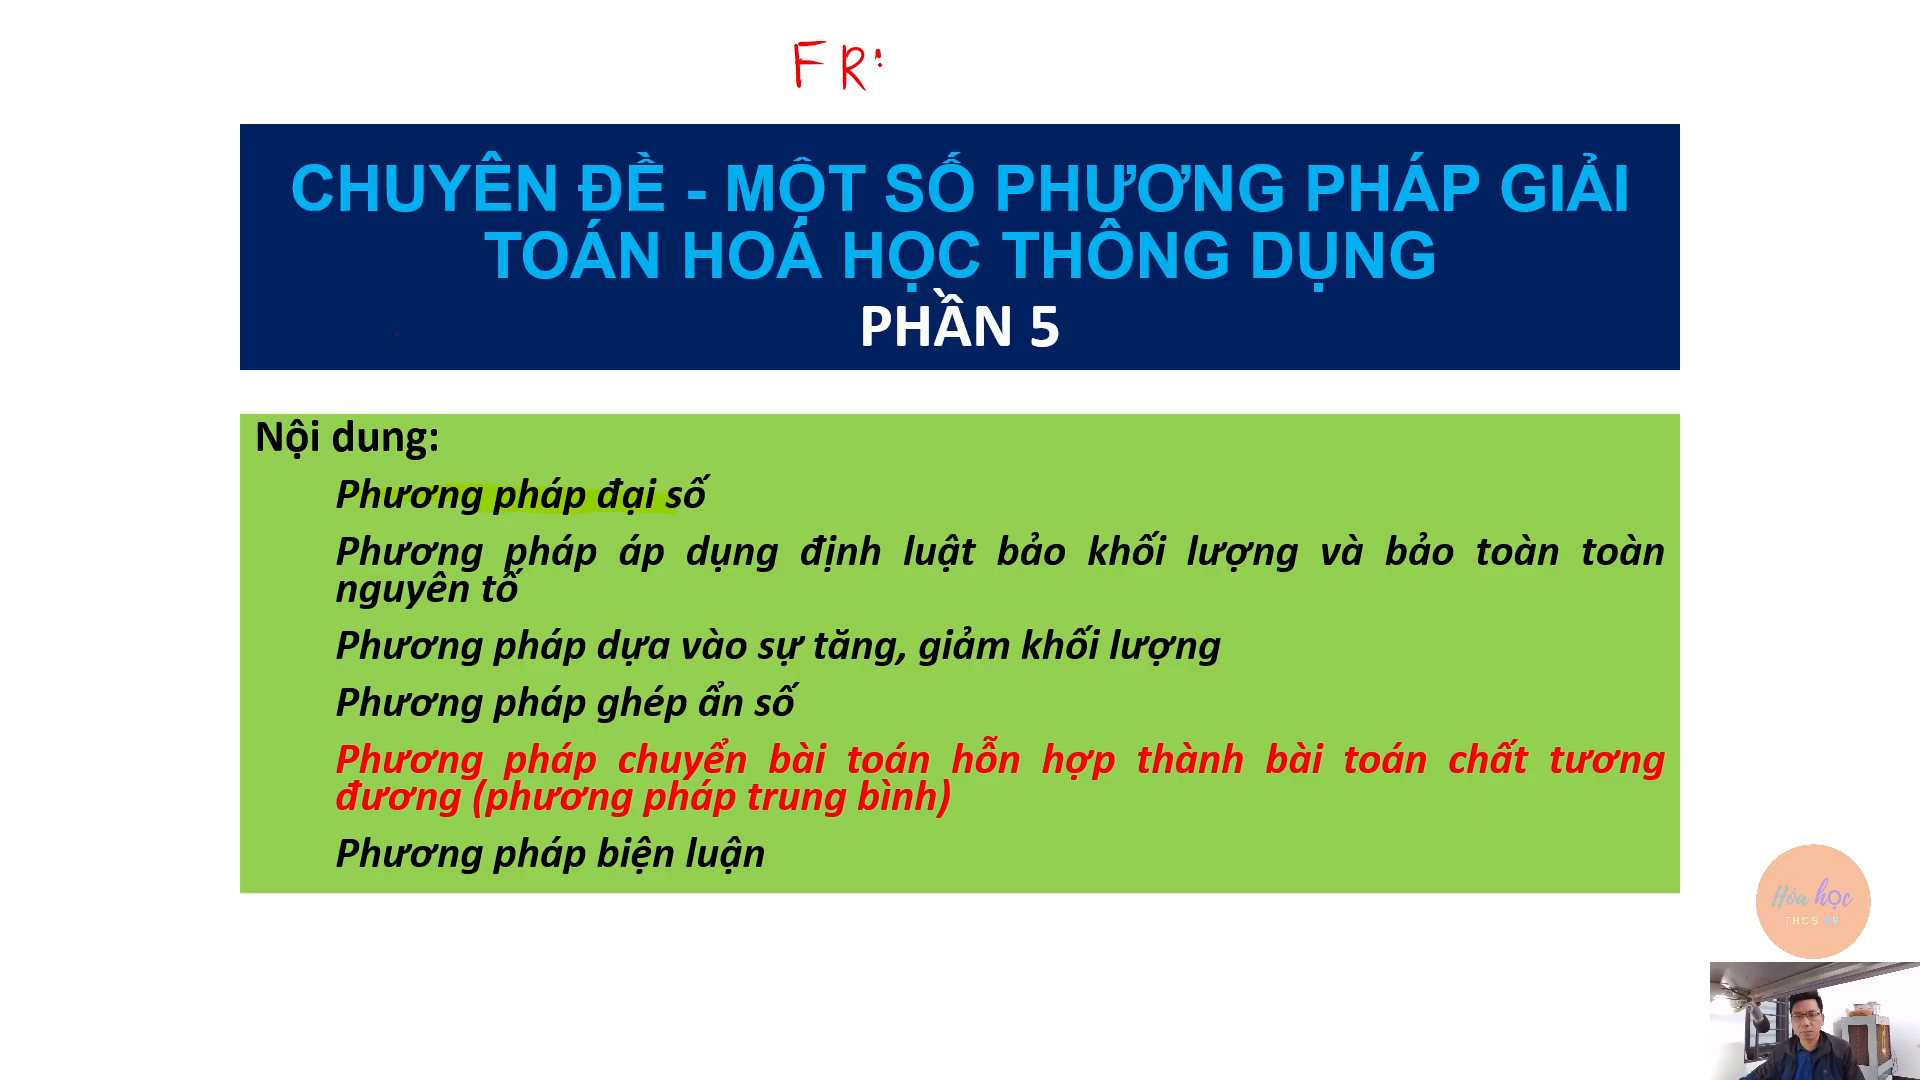 FR:
CHUYÊN ĐỀ - MỘT SỐ PHƯƠNG PHÁP GIẢI
TOÁN HOÁ HỌC THÔNG DỤNG
PHẦN 5
Nội dung:
Phương pháp đại số
Phương pháp áp dụng định luật bảo khối lượng và bảo toàn toàn
nguyên tố
Phương pháp dựa vào sự tăng, giảm khối lượng
Phương pháp ghép ẩn số
Phương pháp chuyển bài toán hỗn hợp thành bài toán chất tương
đương (phương pháp trung bình)
Phương pháp biện luận
Hóa học
THCS